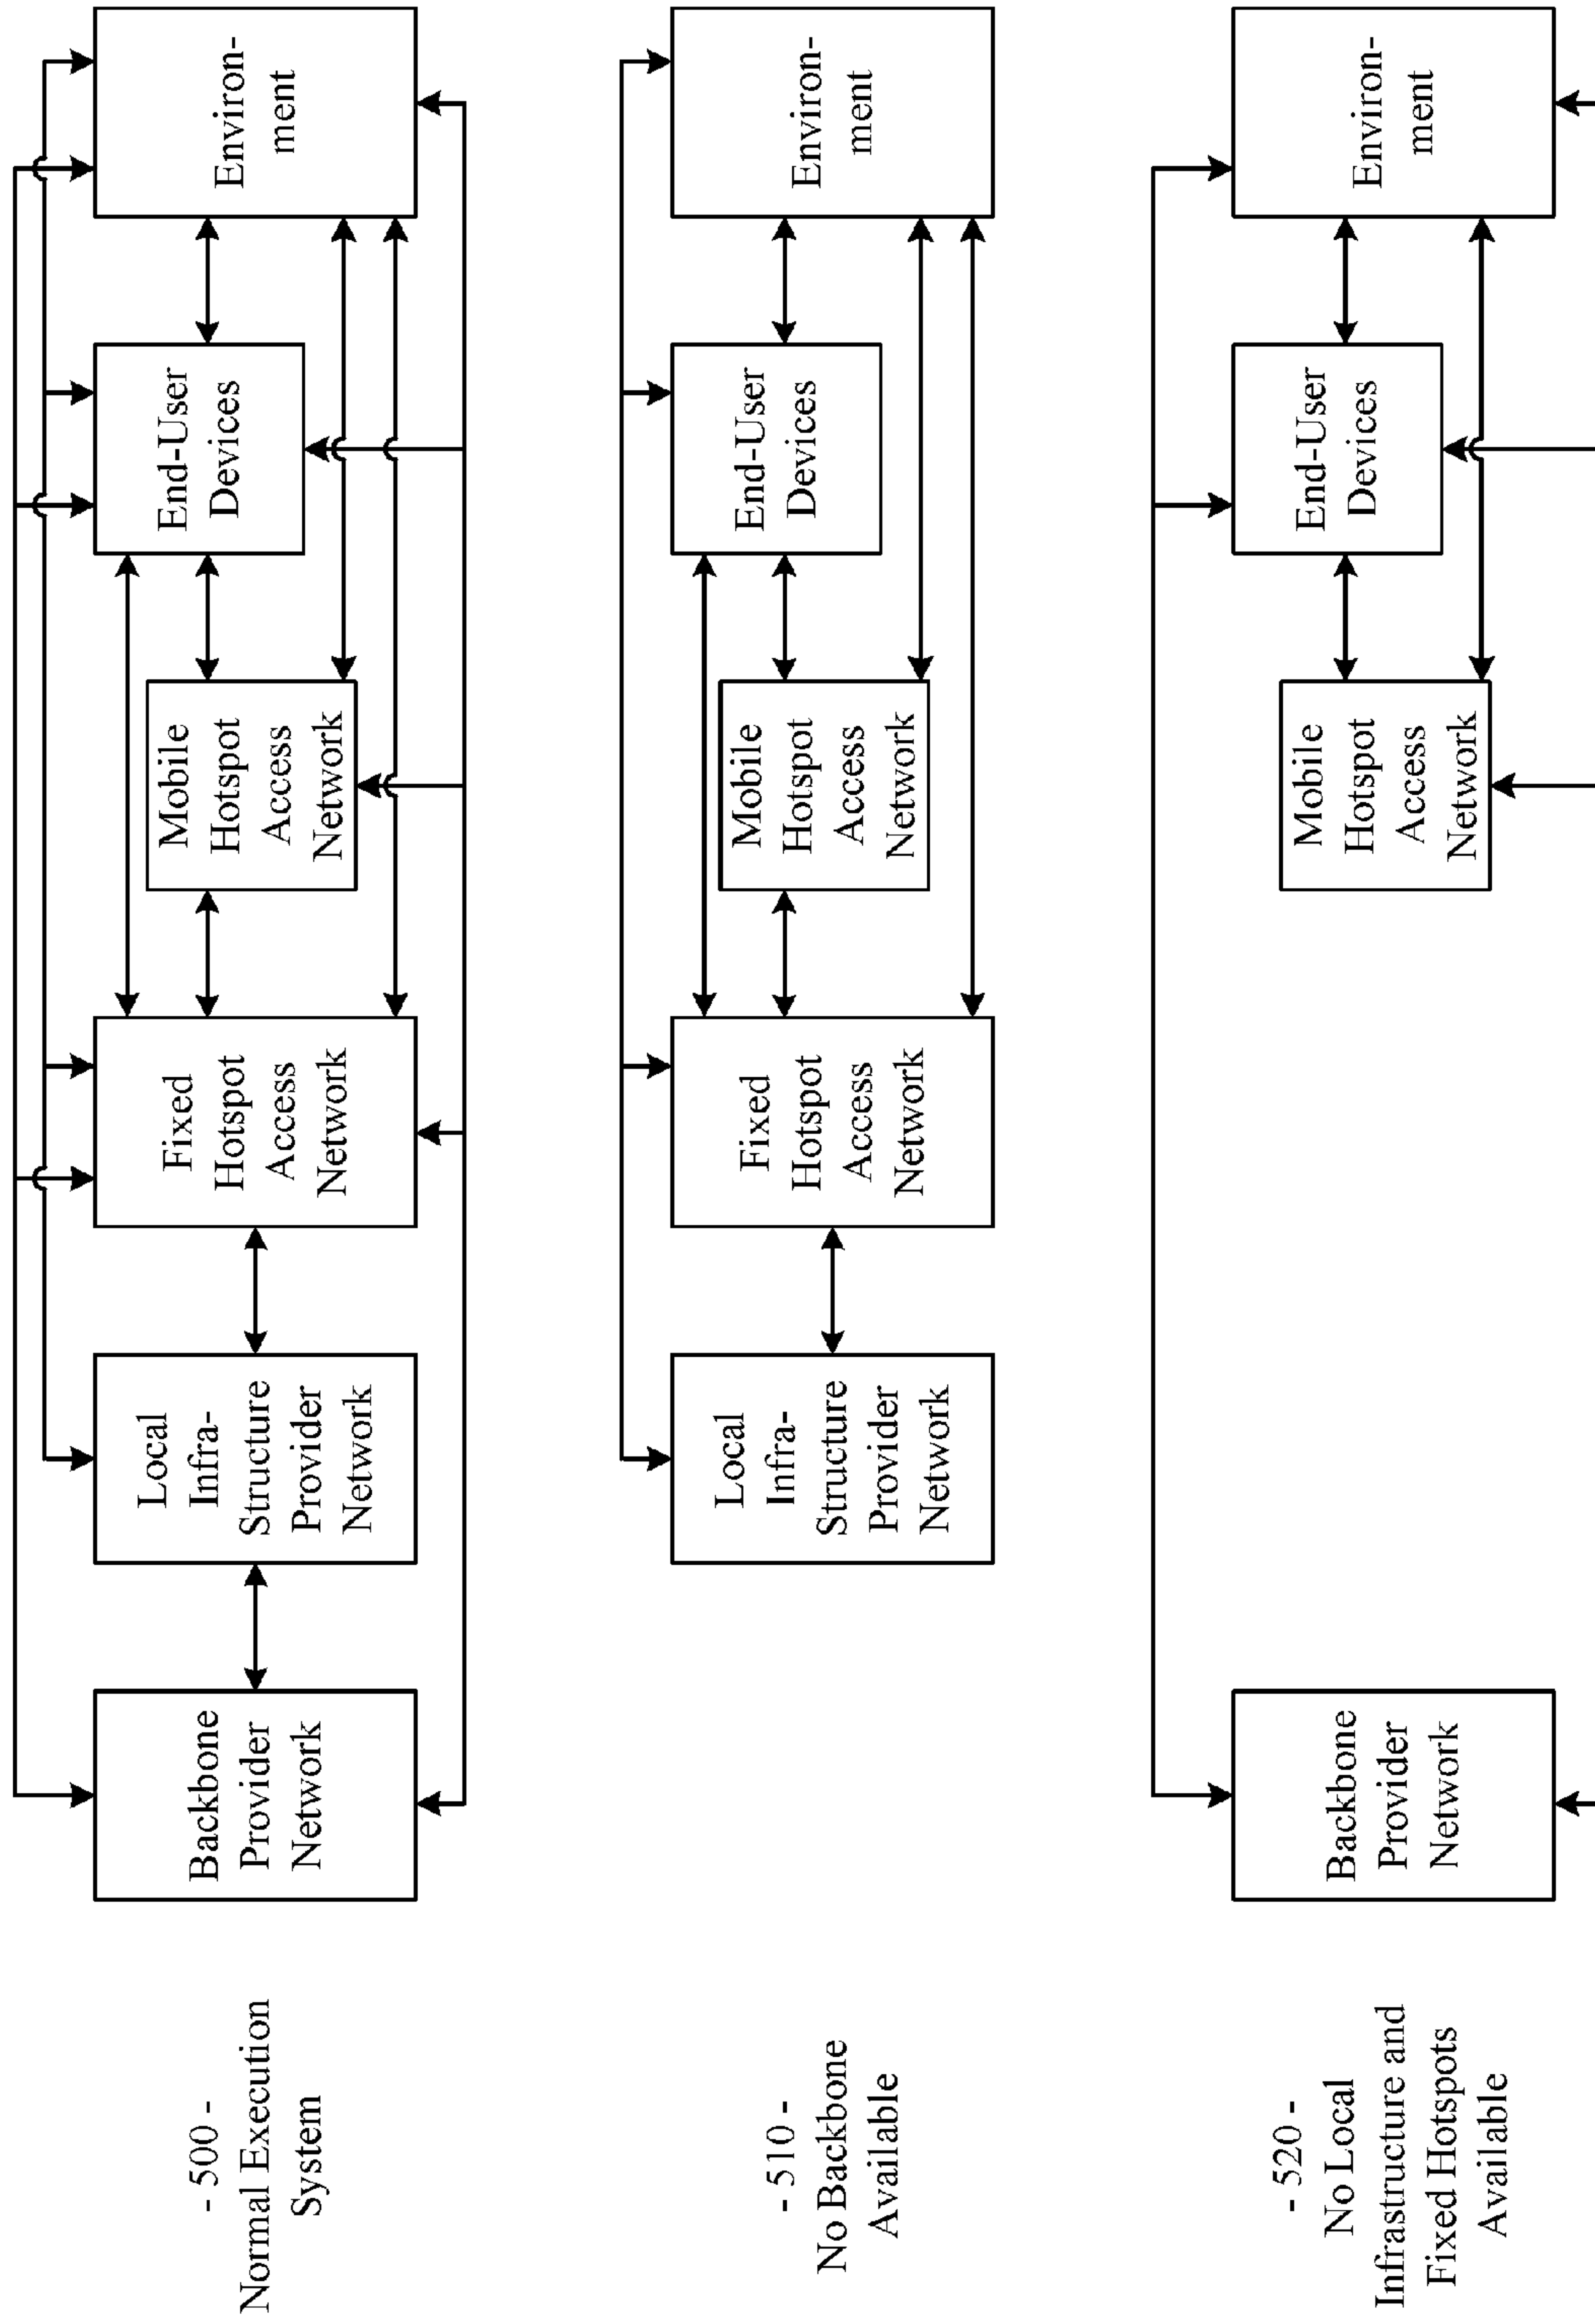 - 500 -
Normal Execution
System
Backbone
Provider
Network
Local
Infra-
Structure
Provider
Network
Fixed
Hotspot
Access
Network
Mobile
Hotspot
Access
Network
End-User
Devices
Environ-
ment
- 510 -
No Backbone
Available
Local
Infra-
Structure
Provider
Network
Fixed
Hotspot
Access
Network
Mobile
Hotspot
Access
Network
End-User
Devices
Environ-
ment
- 520 -
No Local
Infrastructure and
Fixed Hotspots
Available
Backbone
Provider
Network
Mobile
Hotspot
Access
Network
End-User
Devices
Environ-
ment